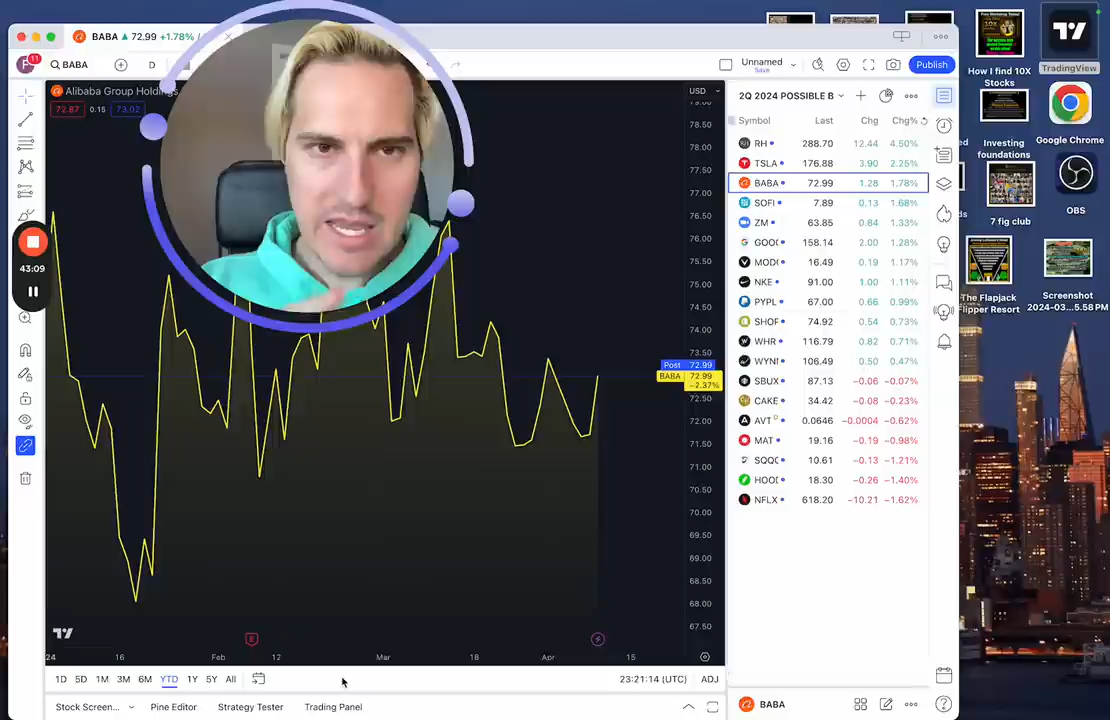 BABA ▲ 72.99 +1.78% /
11
BABA
D
Unnamed
Save
Publish
Alibaba Group Holdings
72.87 0.15 73.02
USD
79.00
78.50
78.00
77.50
77.00
76.50
76.00
75.50
75.00
74.50
74.00
73.50
Post 72.99
BABA 72.99
−2.37%
72.50
72.00
71.50
71.00
70.50
70.00
69.50
69.00
68.50
68.00
67.50
E
24 16 Feb 12 Mar 18 Apr 15
1D 5D 1M 3M 6M YTD 1Y 5Y All
23:21:14 (UTC) ADJ
Stock Screen... Pine Editor Strategy Tester Trading Panel
43:09
2Q 2024 POSSIBLE B
Symbol Last Chg Chg%
RH 288.70 12.44 4.50%
TSLA 176.88 3.90 2.25%
BABA 72.99 1.28 1.78%
SOFI 7.89 0.13 1.68%
ZM 63.85 0.84 1.33%
GOO 158.14 2.00 1.28%
MOD 16.49 0.19 1.17%
NKE 91.00 1.00 1.11%
PYPL 67.00 0.66 0.99%
SHOP 74.92 0.54 0.73%
WHR 116.79 0.82 0.71%
WYNN 106.49 0.50 0.47%
SBUX 87.13 −0.06 −0.07%
CAKE 34.42 −0.08 −0.23%
AVT D 0.0646 −0.0004 −0.62%
MAT 19.16 −0.19 −0.98%
SQQQ 10.61 −0.13 −1.21%
HOOD 18.30 −0.26 −1.40%
NFLX 618.20 −10.21 −1.62%
BABA
How I find 10X
Stocks
TradingView
Investing
foundations
Google Chrome
7 fig club
OBS
The Flapjack
Flipper Resort
Screenshot
2024-03...5.58 PM